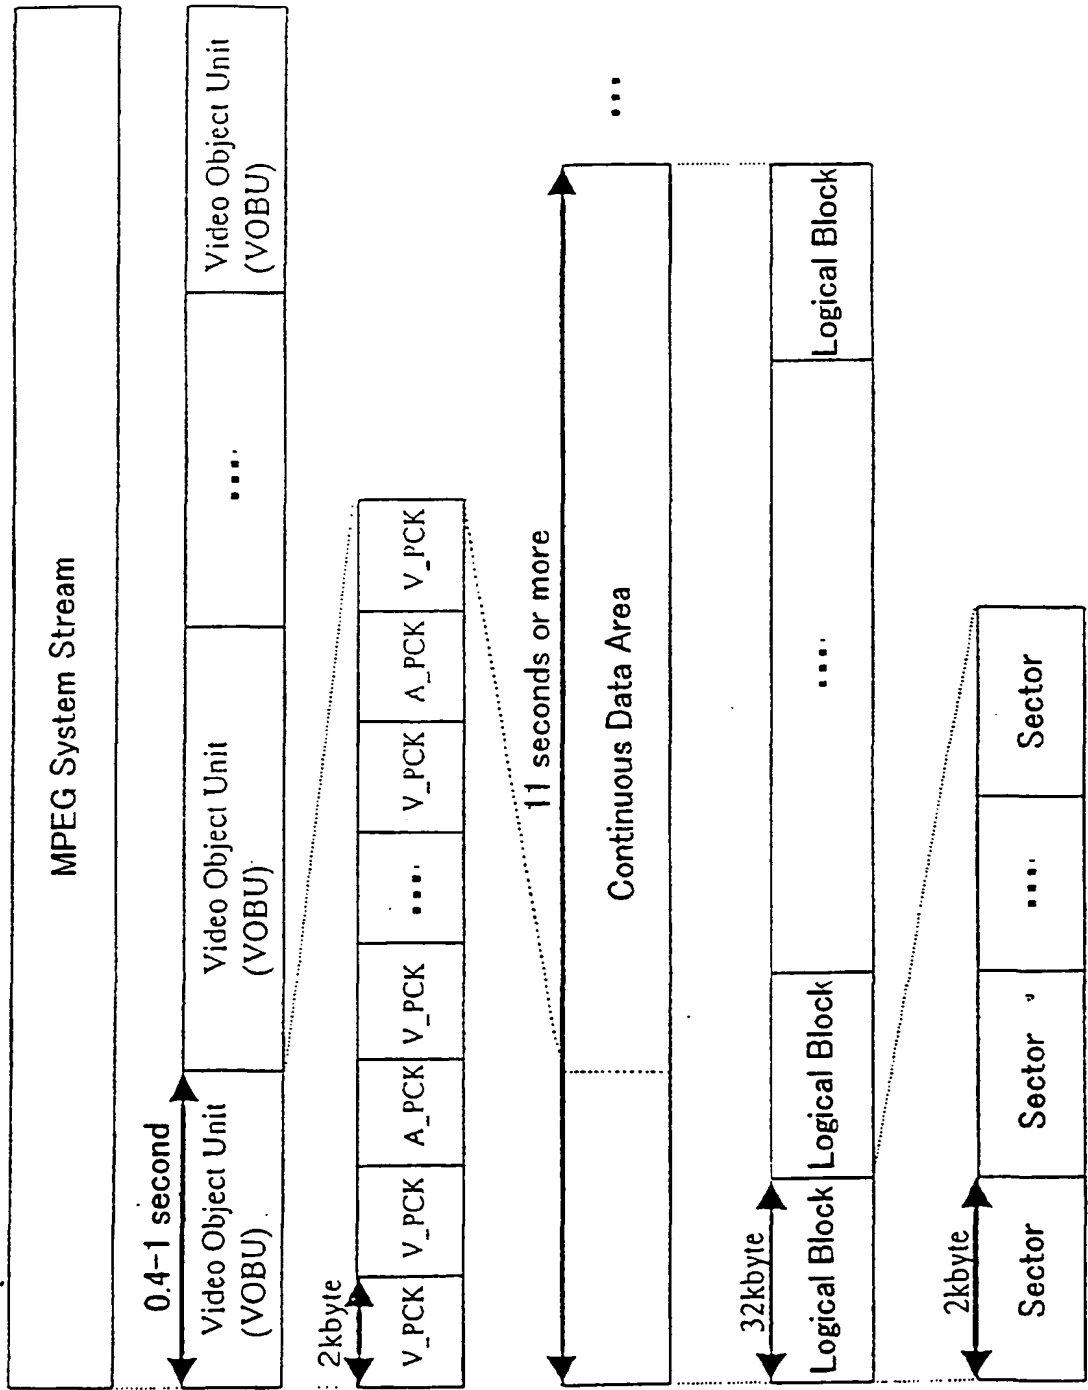 MPEG System Stream
0.4-1 second
Video Object Unit
(VOBU)
Video Object Unit
(VOBU)
....
Video Object Unit
(VOBU)
2kbyte
V_PCK
V_PCK
A_PCK
V_PCK
....
V_PCK
A_PCK
V_PCK
11 seconds or more
Continuous Data Area
...
32kbyte
Logical Block
Logical Block
....
Logical Block
2kbyte
Sector
Sector
....
Sector